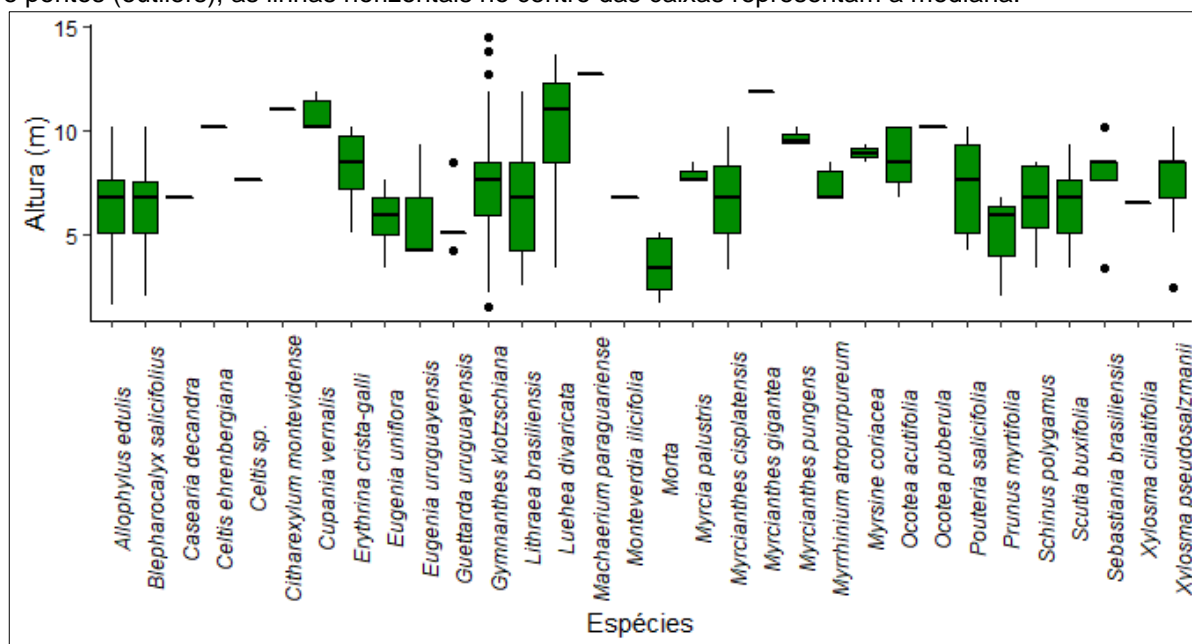 e pontos (outliers), as linhas horizontais no centro das caixas representam a mediana.
15
10
5
Altura (m)
Allophylus edulis
Blepharocalyx salicifolius
Casearia decandra
Celtis ehrenbergiana
Celtis sp.
Citharexylum montevidense
Cupania vernalis
Erythrina crista-galli
Eugenia uniflora
Eugenia uruguayensis
Guettarda uruguayensis
Gymnanthes klotzschiana
Lithraea brasiliensis
Luehea divaricata
Machaerium paraguariense
Monteverdia ilicifolia
Morta
Myrcia palustris
Myrcianthes cisplatensis
Myrcianthes gigantea
Myrcianthes pungens
Myrrhinium atropurpureum
Myrsine coriacea
Ocotea acutifolia
Ocotea puberula
Pouteria salicifolia
Prunus myrtifolia
Schinus polygamus
Scutia buxifolia
Sebastiania brasiliensis
Xylosma ciliatifolia
Xylosma pseudosalzmanii
Espécies